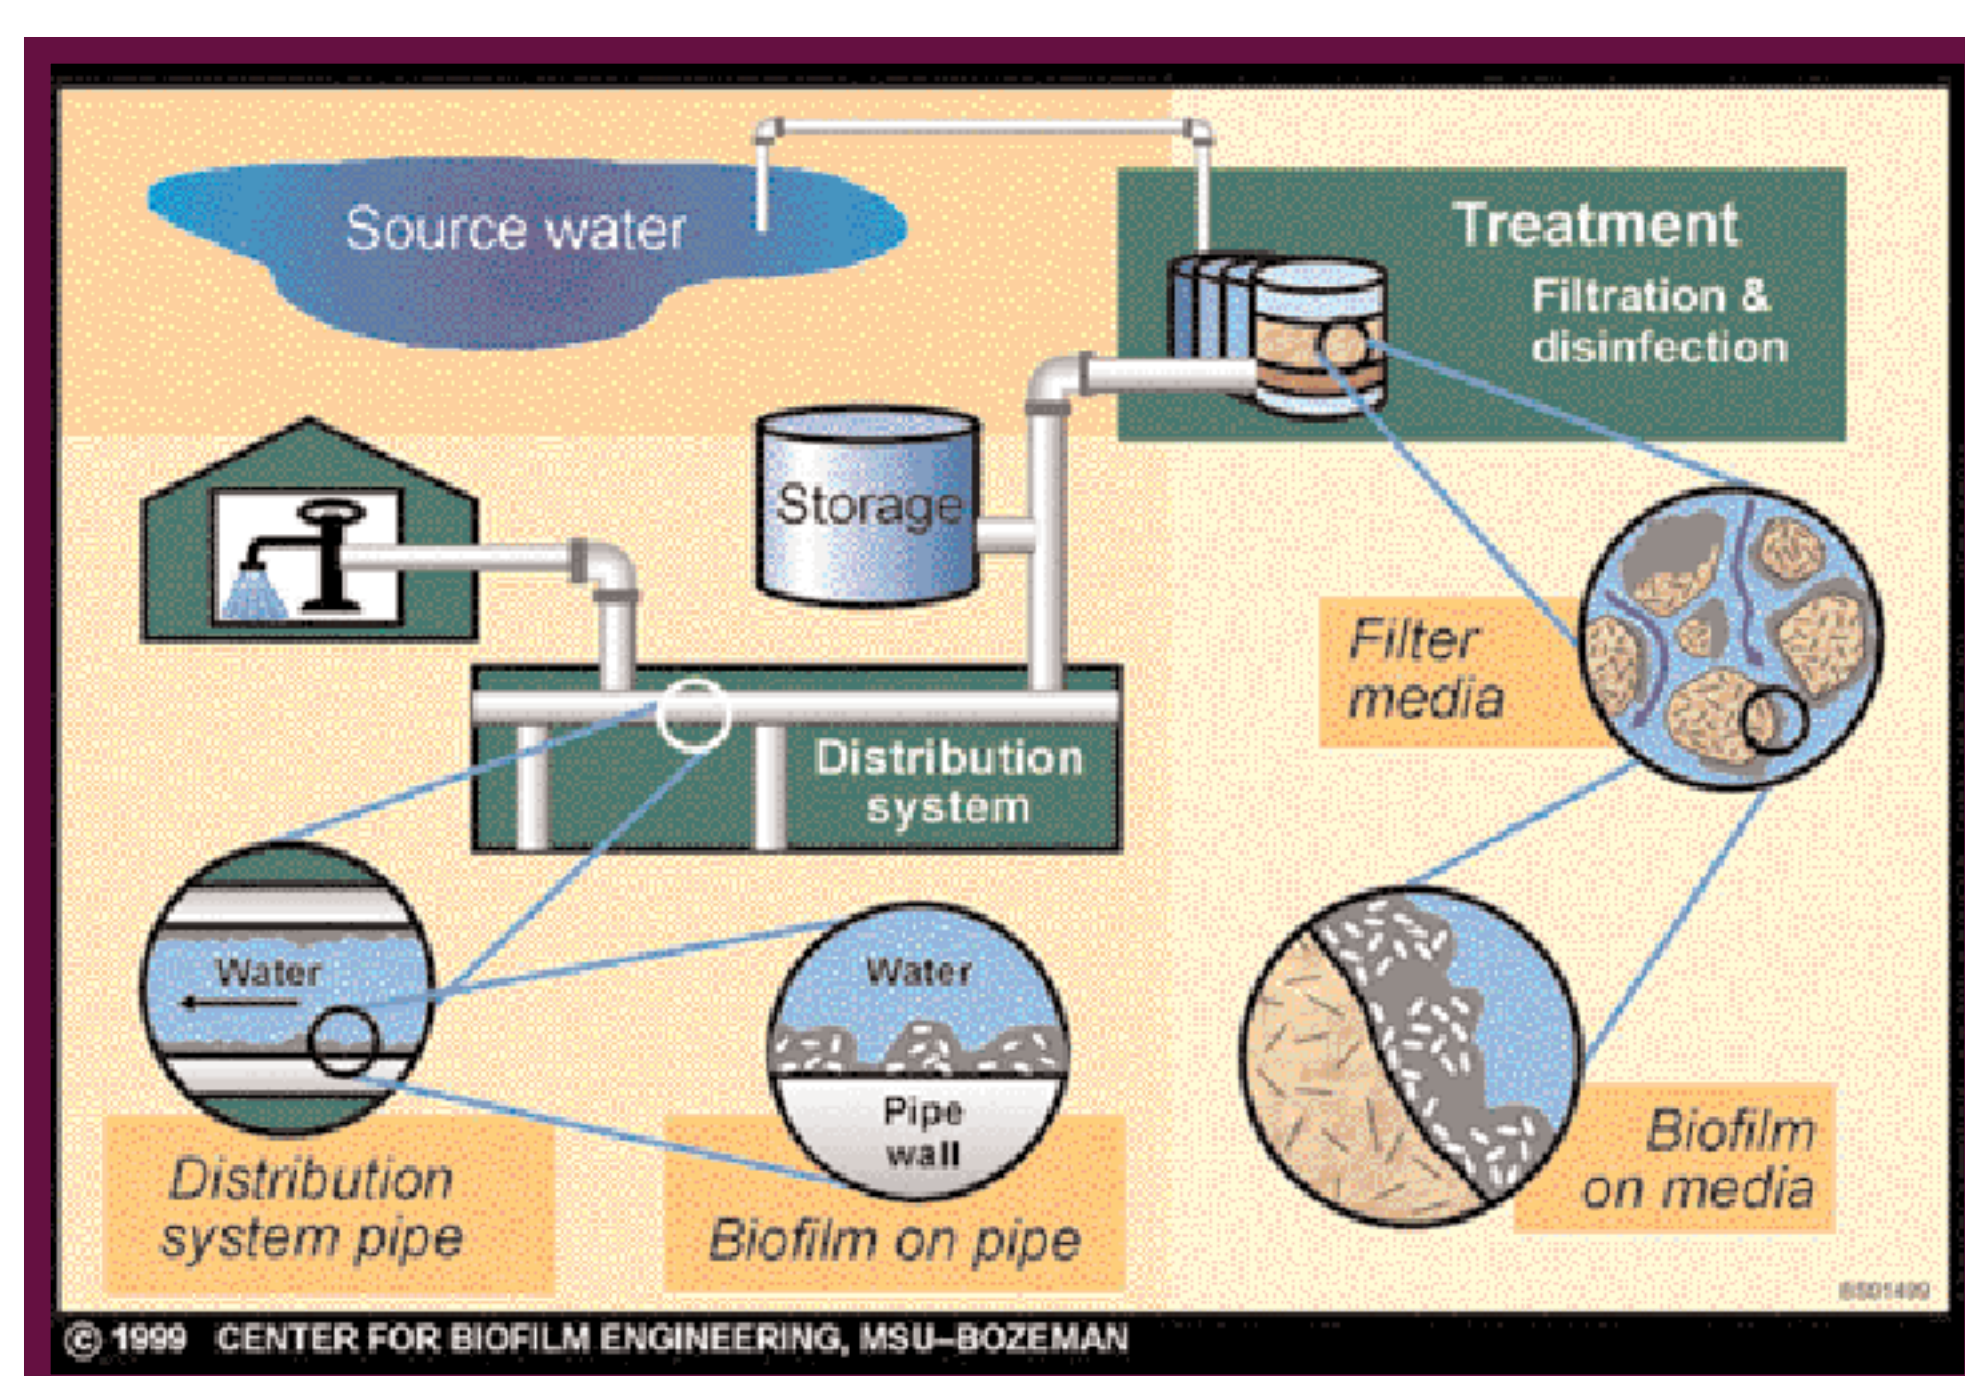 Source water
Treatment
Filtration &
disinfection
Storage
Filter
media
Distribution
system
Water
Water
Pipe
wall
Distribution
system pipe
Biofilm on pipe
Biofilm
on media
© 1999 CENTER FOR BIOFILM ENGINEERING, MSU–BOZEMAN